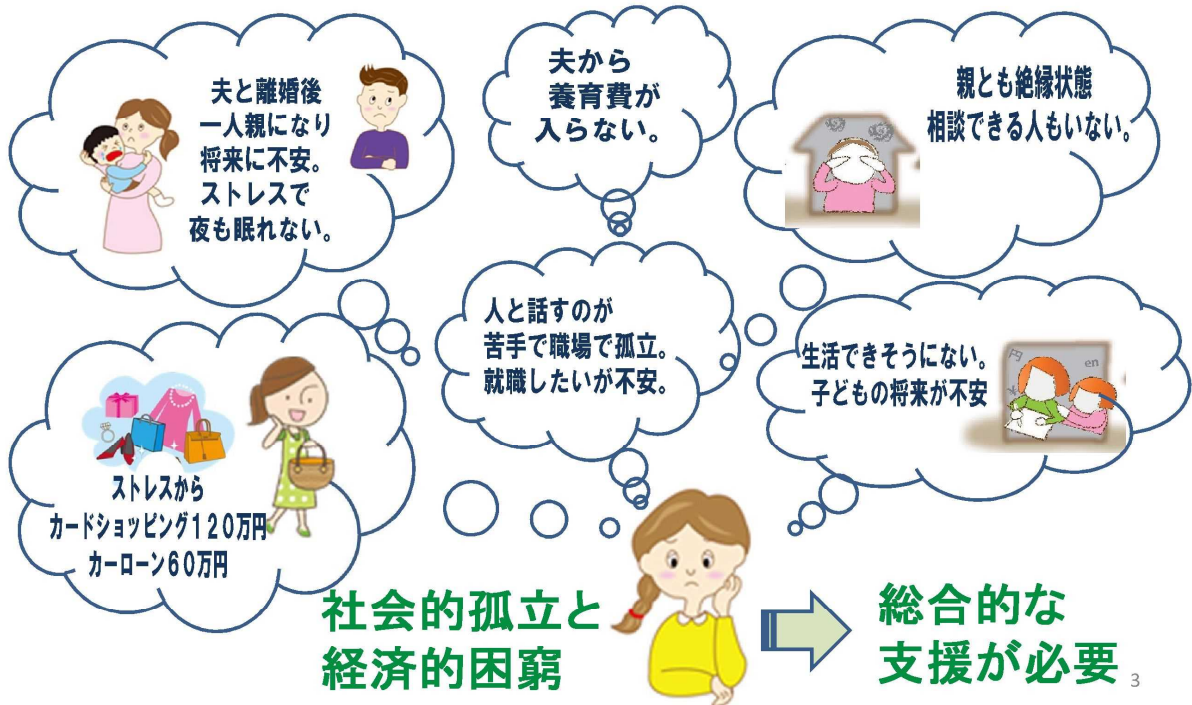 夫と離婚後
一人親になり
将来に不安。
ストレスで
夜も眠れない。
夫から
養育費が
入らない。
親とも絶縁状態
相談できる人もいない。
人と話すのが
苦手で職場で孤立。
就職したいが不安。
生活できそうにない。
子どもの将来が不安
円
en
ストレスから
カードショッピング120万円
カーローン60万円
社会的孤立と
経済的困窮
総合的な
支援が必要
3